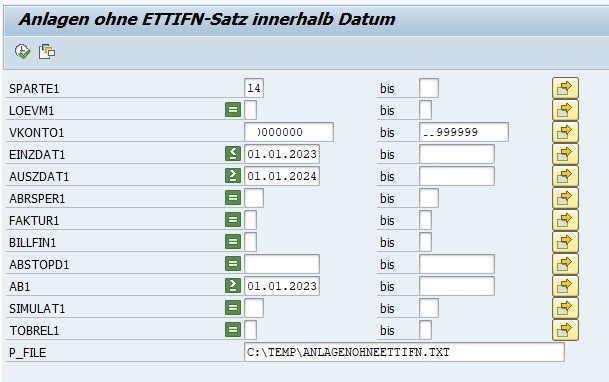 Anlagen ohne ETTIFN-Satz innerhalb Datum
SPARTE1 14 bis
LOEVM1 = bis
VKONTO1 0000000 bis ..999999
EINZDAT1 ≤ 01.01.2023 bis
AUSZDAT1 ≥ 01.01.2024 bis
ABRSPER1 = bis
FAKTUR1 = bis
BILLFIN1 = bis
ABSTOPD1 = bis
AB1 ≥ 01.01.2023 bis
SIMULAT1 = bis
TOBREL1 = bis
P_FILE C:\TEMP\ANLAGENOHNEETTIFN.TXT